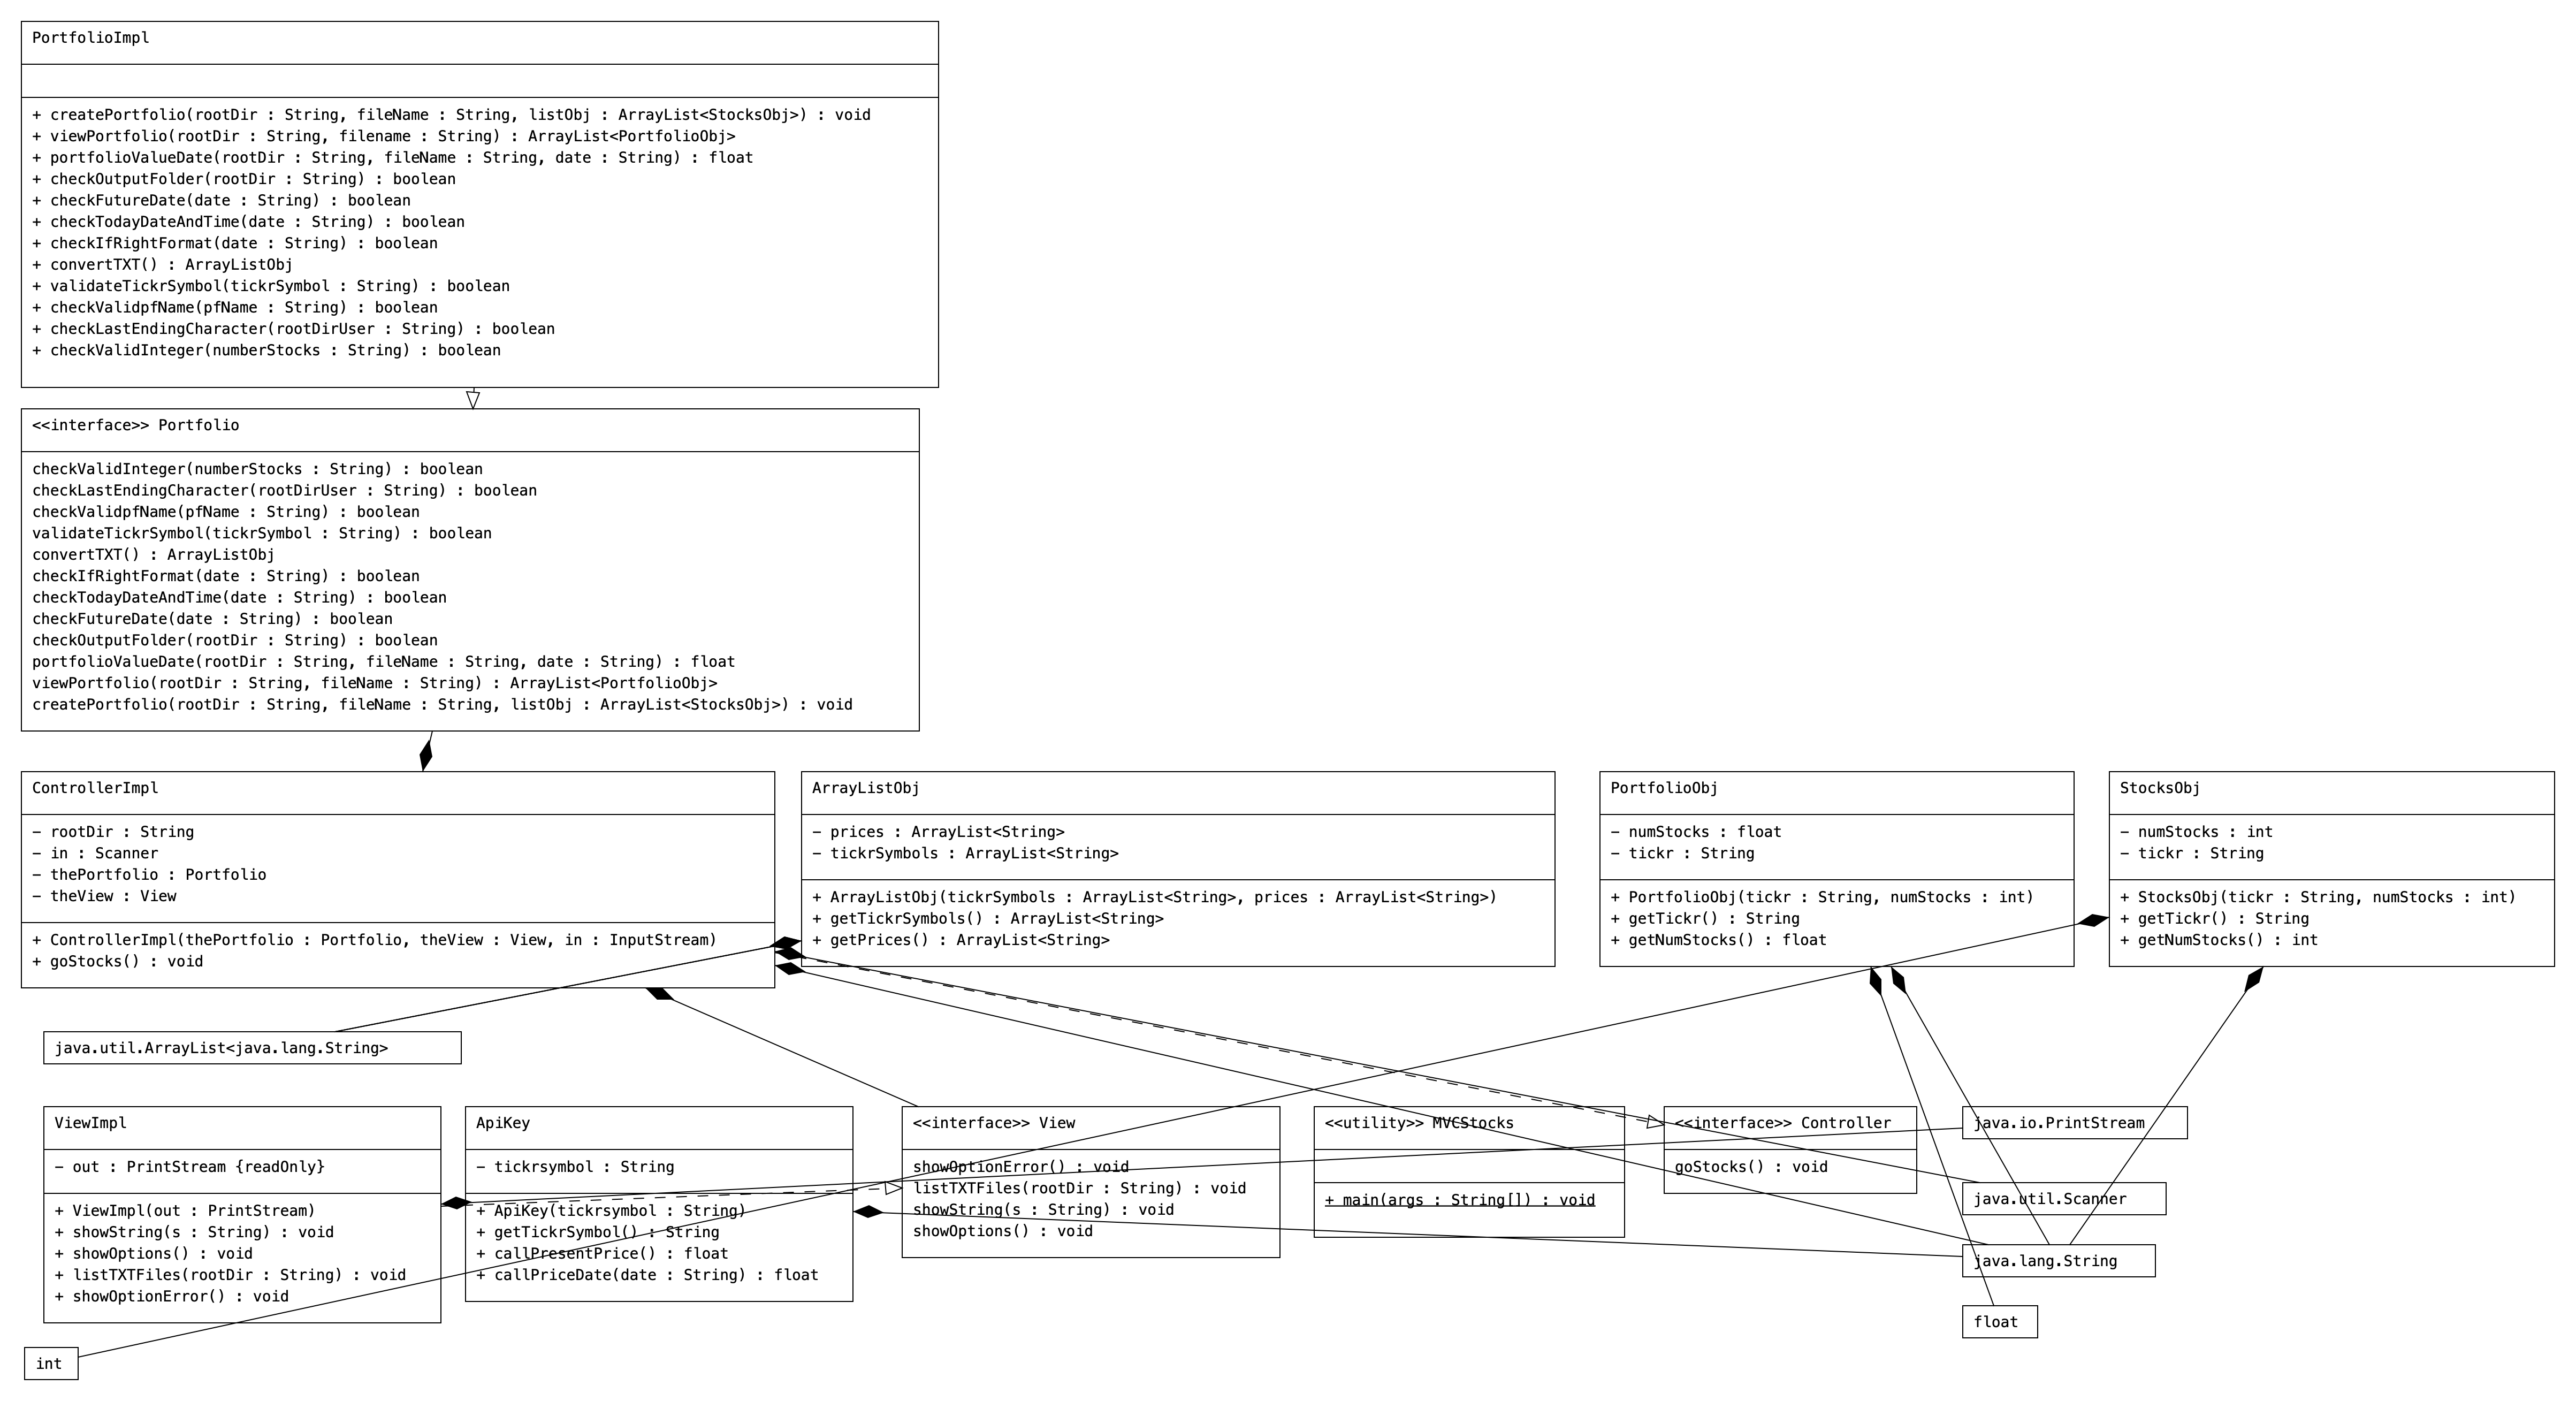 PortfolioImpl
+ createPortfolio(rootDir : String, fileName : String, listObj : ArrayList<StocksObj>) : void
+ viewPortfolio(rootDir : String, filename : String) : ArrayList<PortfolioObj>
+ portfolioValueDate(rootDir : String, fileName : String, date : String) : float
+ checkOutputFolder(rootDir : String) : boolean
+ checkFutureDate(date : String) : boolean
+ checkTodayDateAndTime(date : String) : boolean
+ checkIfRightFormat(date : String) : boolean
+ convertTXT() : ArrayListObj
+ validateTickrSymbol(tickrSymbol : String) : boolean
+ checkValidpfName(pfName : String) : boolean
+ checkLastEndingCharacter(rootDirUser : String) : boolean
+ checkValidInteger(numberStocks : String) : boolean
<<interface>> Portfolio
checkValidInteger(numberStocks : String) : boolean
checkLastEndingCharacter(rootDirUser : String) : boolean
checkValidpfName(pfName : String) : boolean
validateTickrSymbol(tickrSymbol : String) : boolean
convertTXT() : ArrayListObj
checkIfRightFormat(date : String) : boolean
checkTodayDateAndTime(date : String) : boolean
checkFutureDate(date : String) : boolean
checkOutputFolder(rootDir : String) : boolean
portfolioValueDate(rootDir : String, fileName : String, date : String) : float
viewPortfolio(rootDir : String, fileName : String) : ArrayList<PortfolioObj>
createPortfolio(rootDir : String, fileName : String, listObj : ArrayList<StocksObj>) : void
ControllerImpl
− rootDir : String
− in : Scanner
− thePortfolio : Portfolio
− theView : View
+ ControllerImpl(thePortfolio : Portfolio, theView : View, in : InputStream)
+ goStocks() : void
ArrayListObj
− prices : ArrayList<String>
− tickrSymbols : ArrayList<String>
+ ArrayListObj(tickrSymbols : ArrayList<String>, prices : ArrayList<String>)
+ getTickrSymbols() : ArrayList<String>
+ getPrices() : ArrayList<String>
PortfolioObj
− numStocks : float
− tickr : String
+ PortfolioObj(tickr : String, numStocks : int)
+ getTickr() : String
+ getNumStocks() : float
StocksObj
− numStocks : int
− tickr : String
+ StocksObj(tickr : String, numStocks : int)
+ getTickr() : String
+ getNumStocks() : int
java.util.ArrayList<java.lang.String>
ViewImpl
− out : PrintStream {readOnly}
+ ViewImpl(out : PrintStream)
+ showString(s : String) : void
+ showOptions() : void
+ listTXTFiles(rootDir : String) : void
+ showOptionError() : void
ApiKey
− tickrsymbol : String
+ ApiKey(tickrsymbol : String)
+ getTickrSymbol() : String
+ callPresentPrice() : float
+ callPriceDate(date : String) : float
<<interface>> View
showOptionError() : void
listTXTFiles(rootDir : String) : void
showString(s : String) : void
showOptions() : void
<<utility>> MVCStocks
+ main(args : String[]) : void
<<interface>> Controller
goStocks() : void
java.io.PrintStream
java.util.Scanner
java.lang.String
float
int